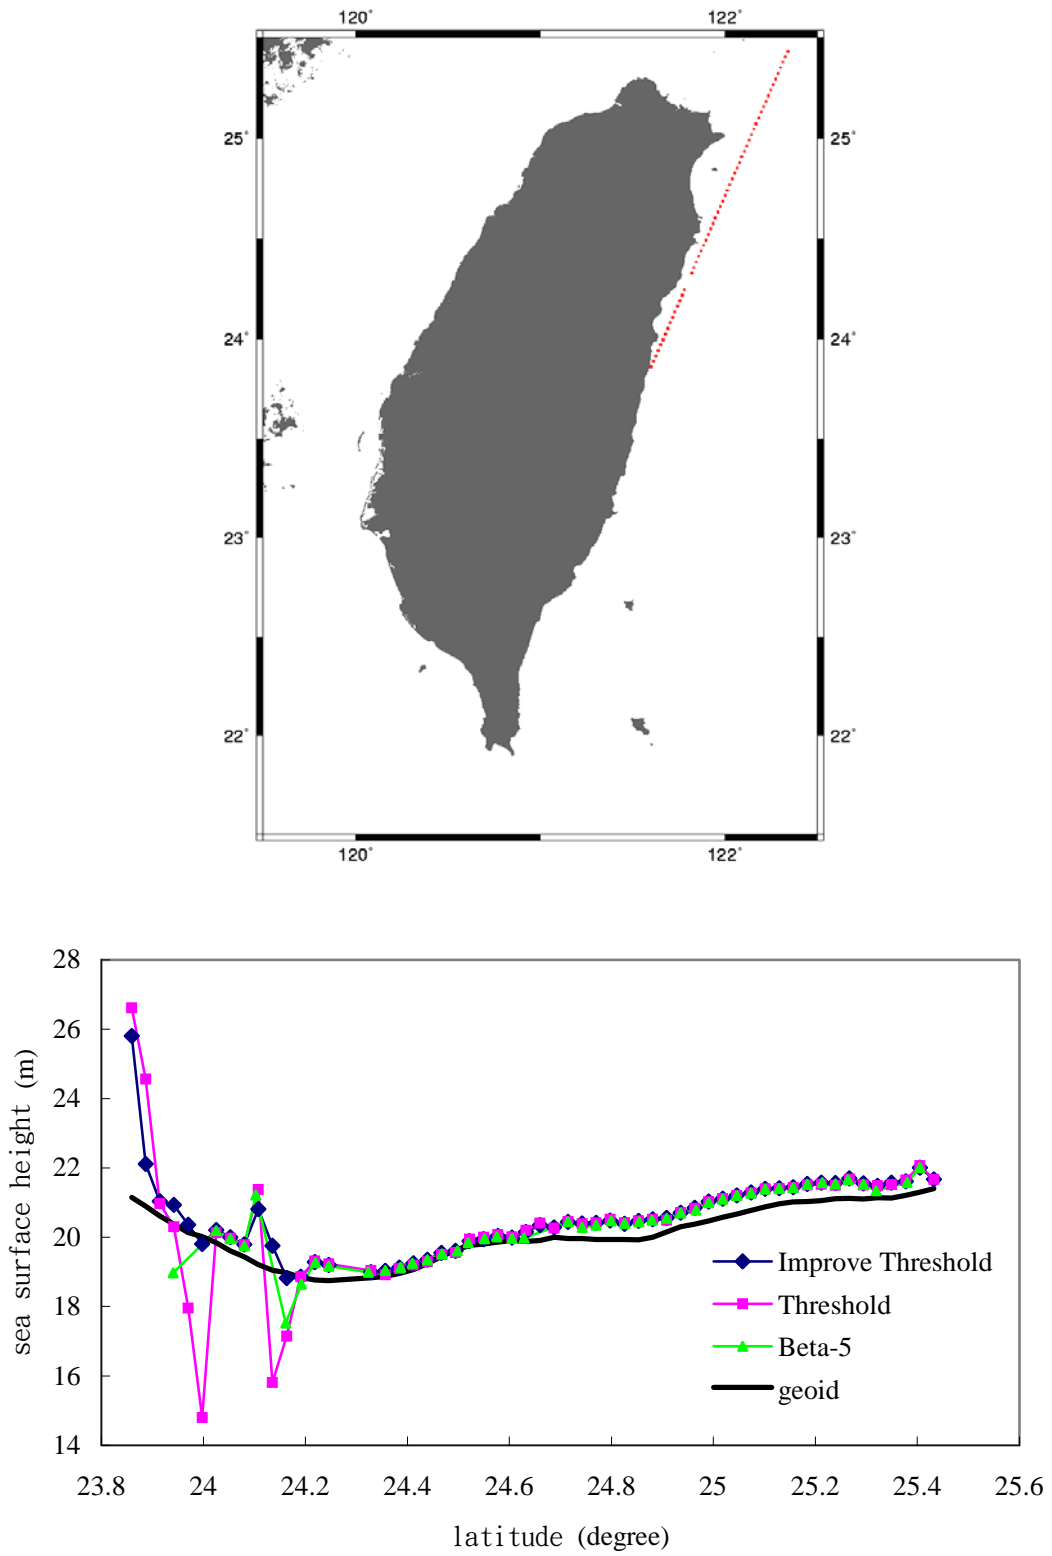 120° 122°
25° 25°
24° 24°
23° 23°
22° 22°
120° 122°
28
26
24
22
20
18
16
14
sea surface height (m)
Improve Threshold
Threshold
Beta-5
geoid
23.8 24 24.2 24.4 24.6 24.8 25 25.2 25.4 25.6
latitude (degree)